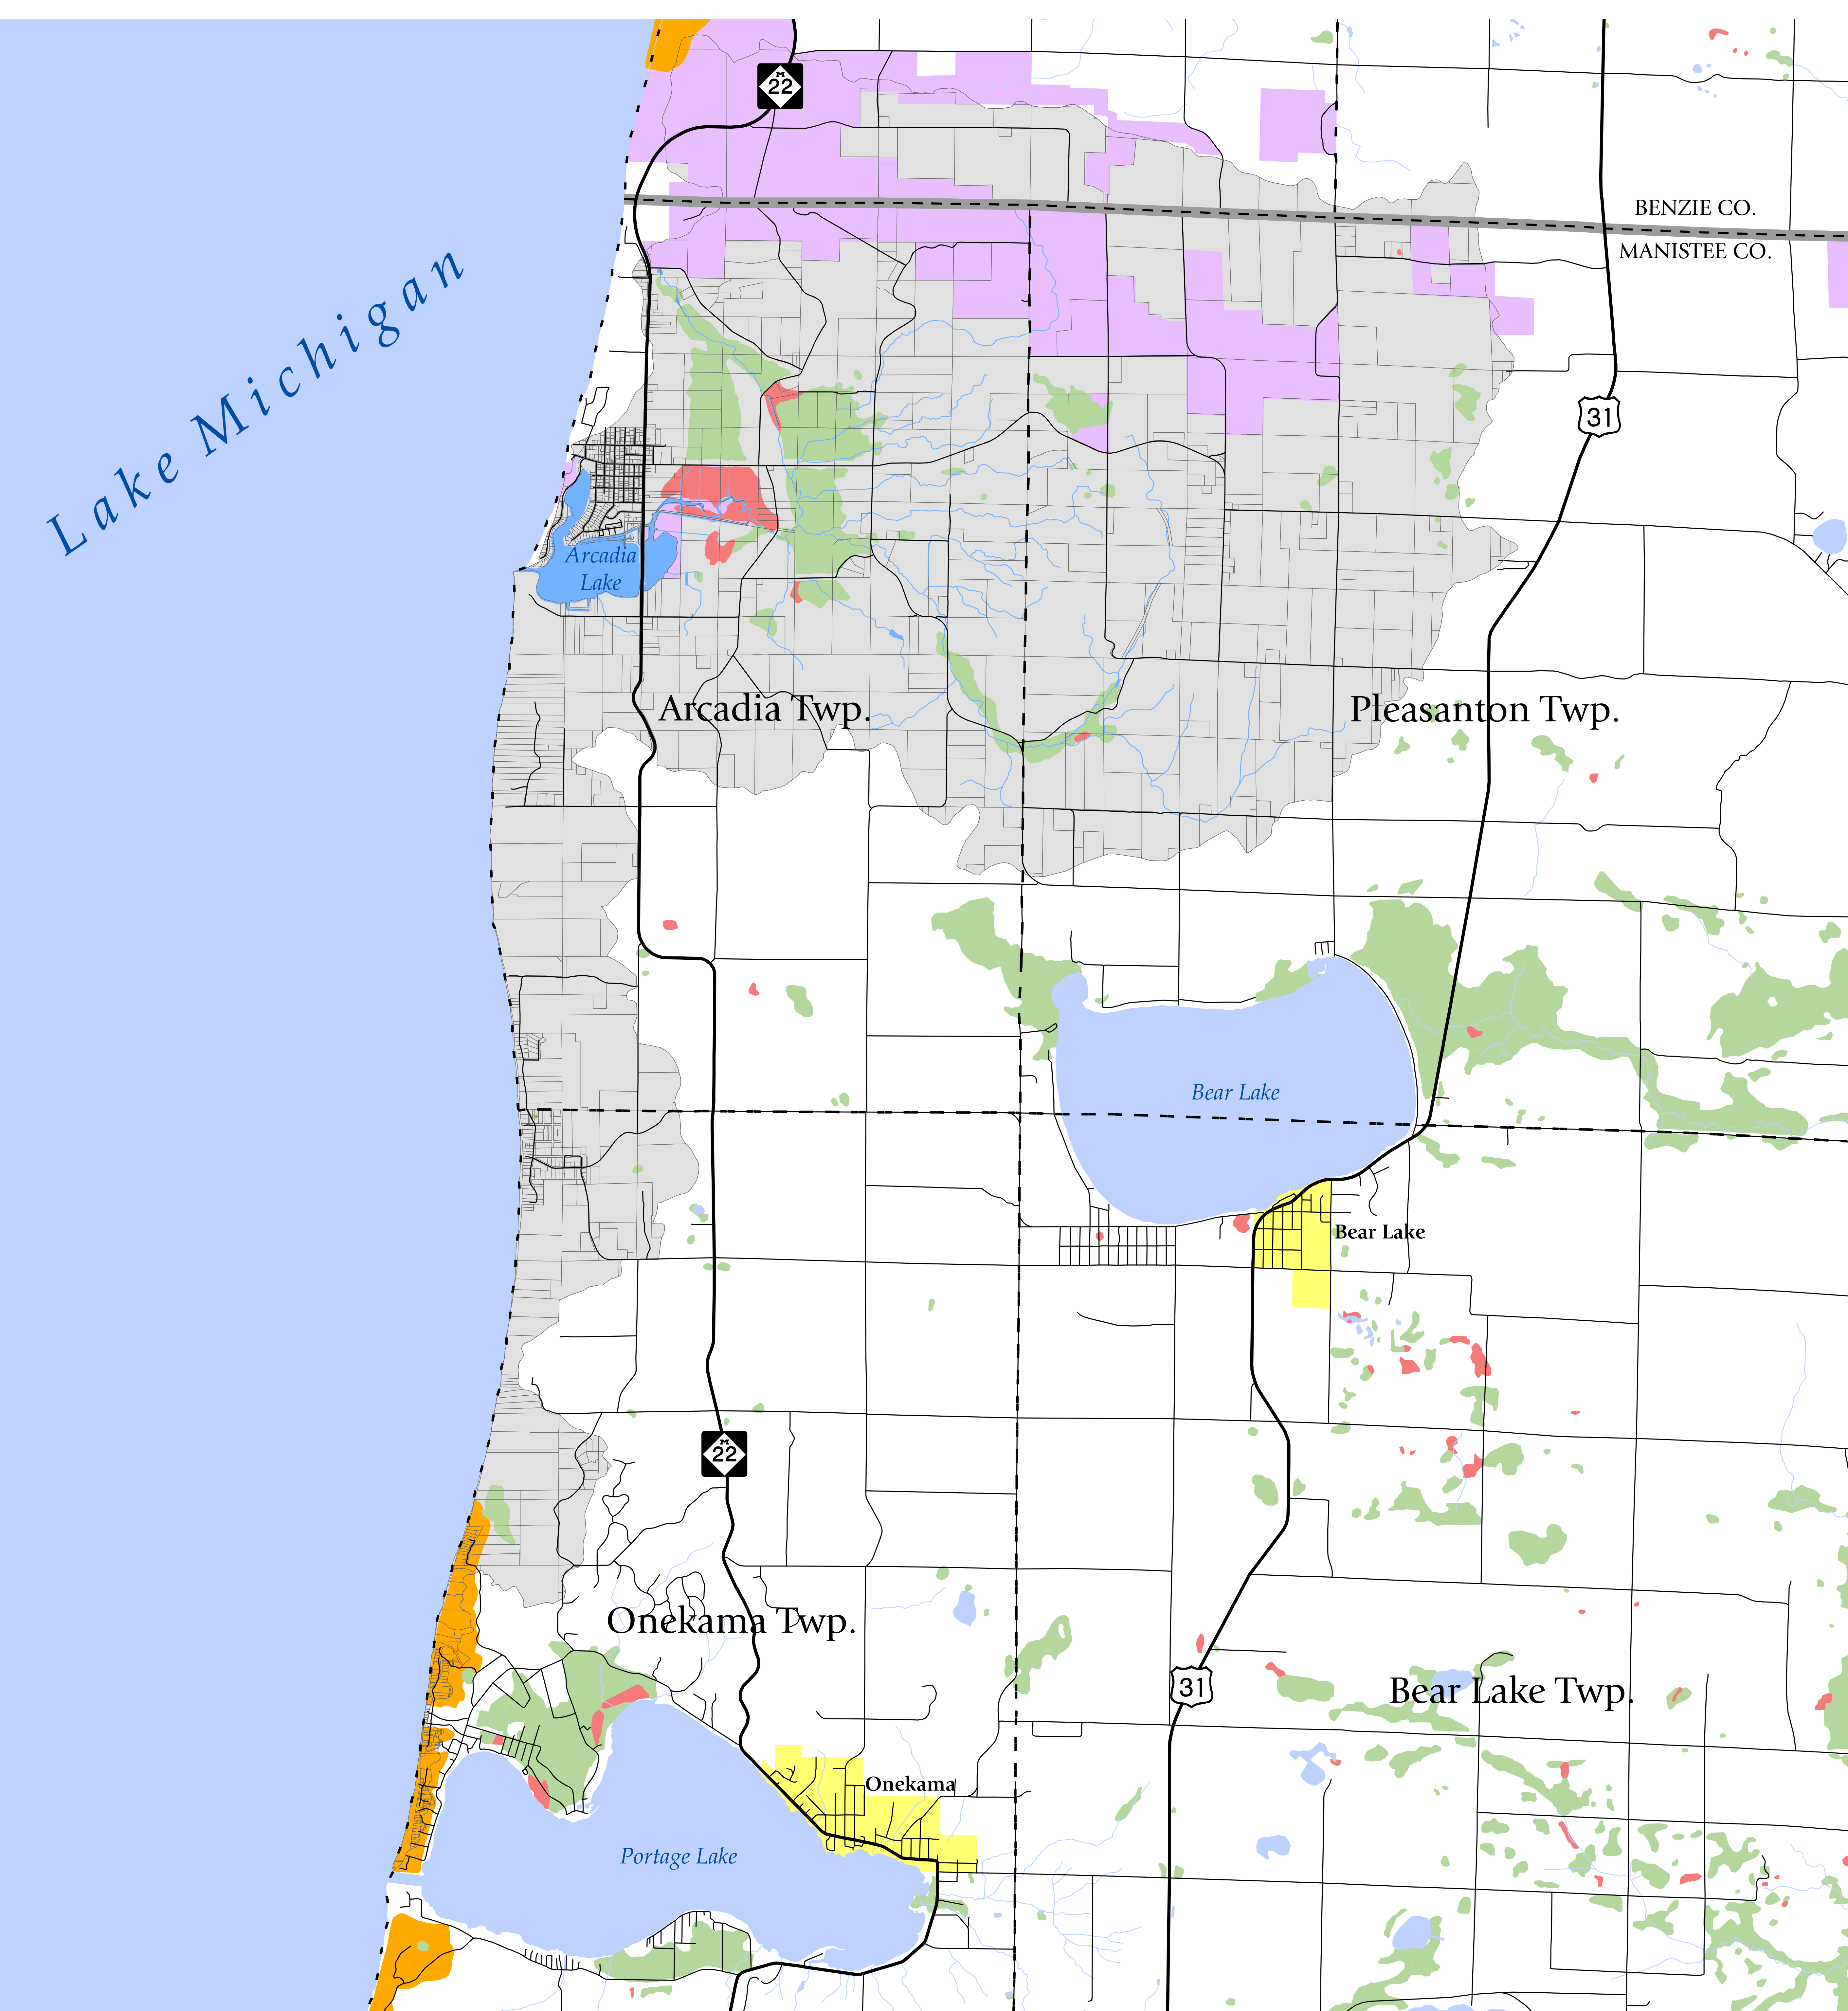 M
22
BENZIE CO.
MANISTEE CO.
Lake Michigan
31
Arcadia
Lake
Arcadia Twp.
Pleasanton Twp.
Bear Lake
Bear Lake
M
22
Onekama Twp.
31
Bear Lake Twp.
Onekama
Portage Lake